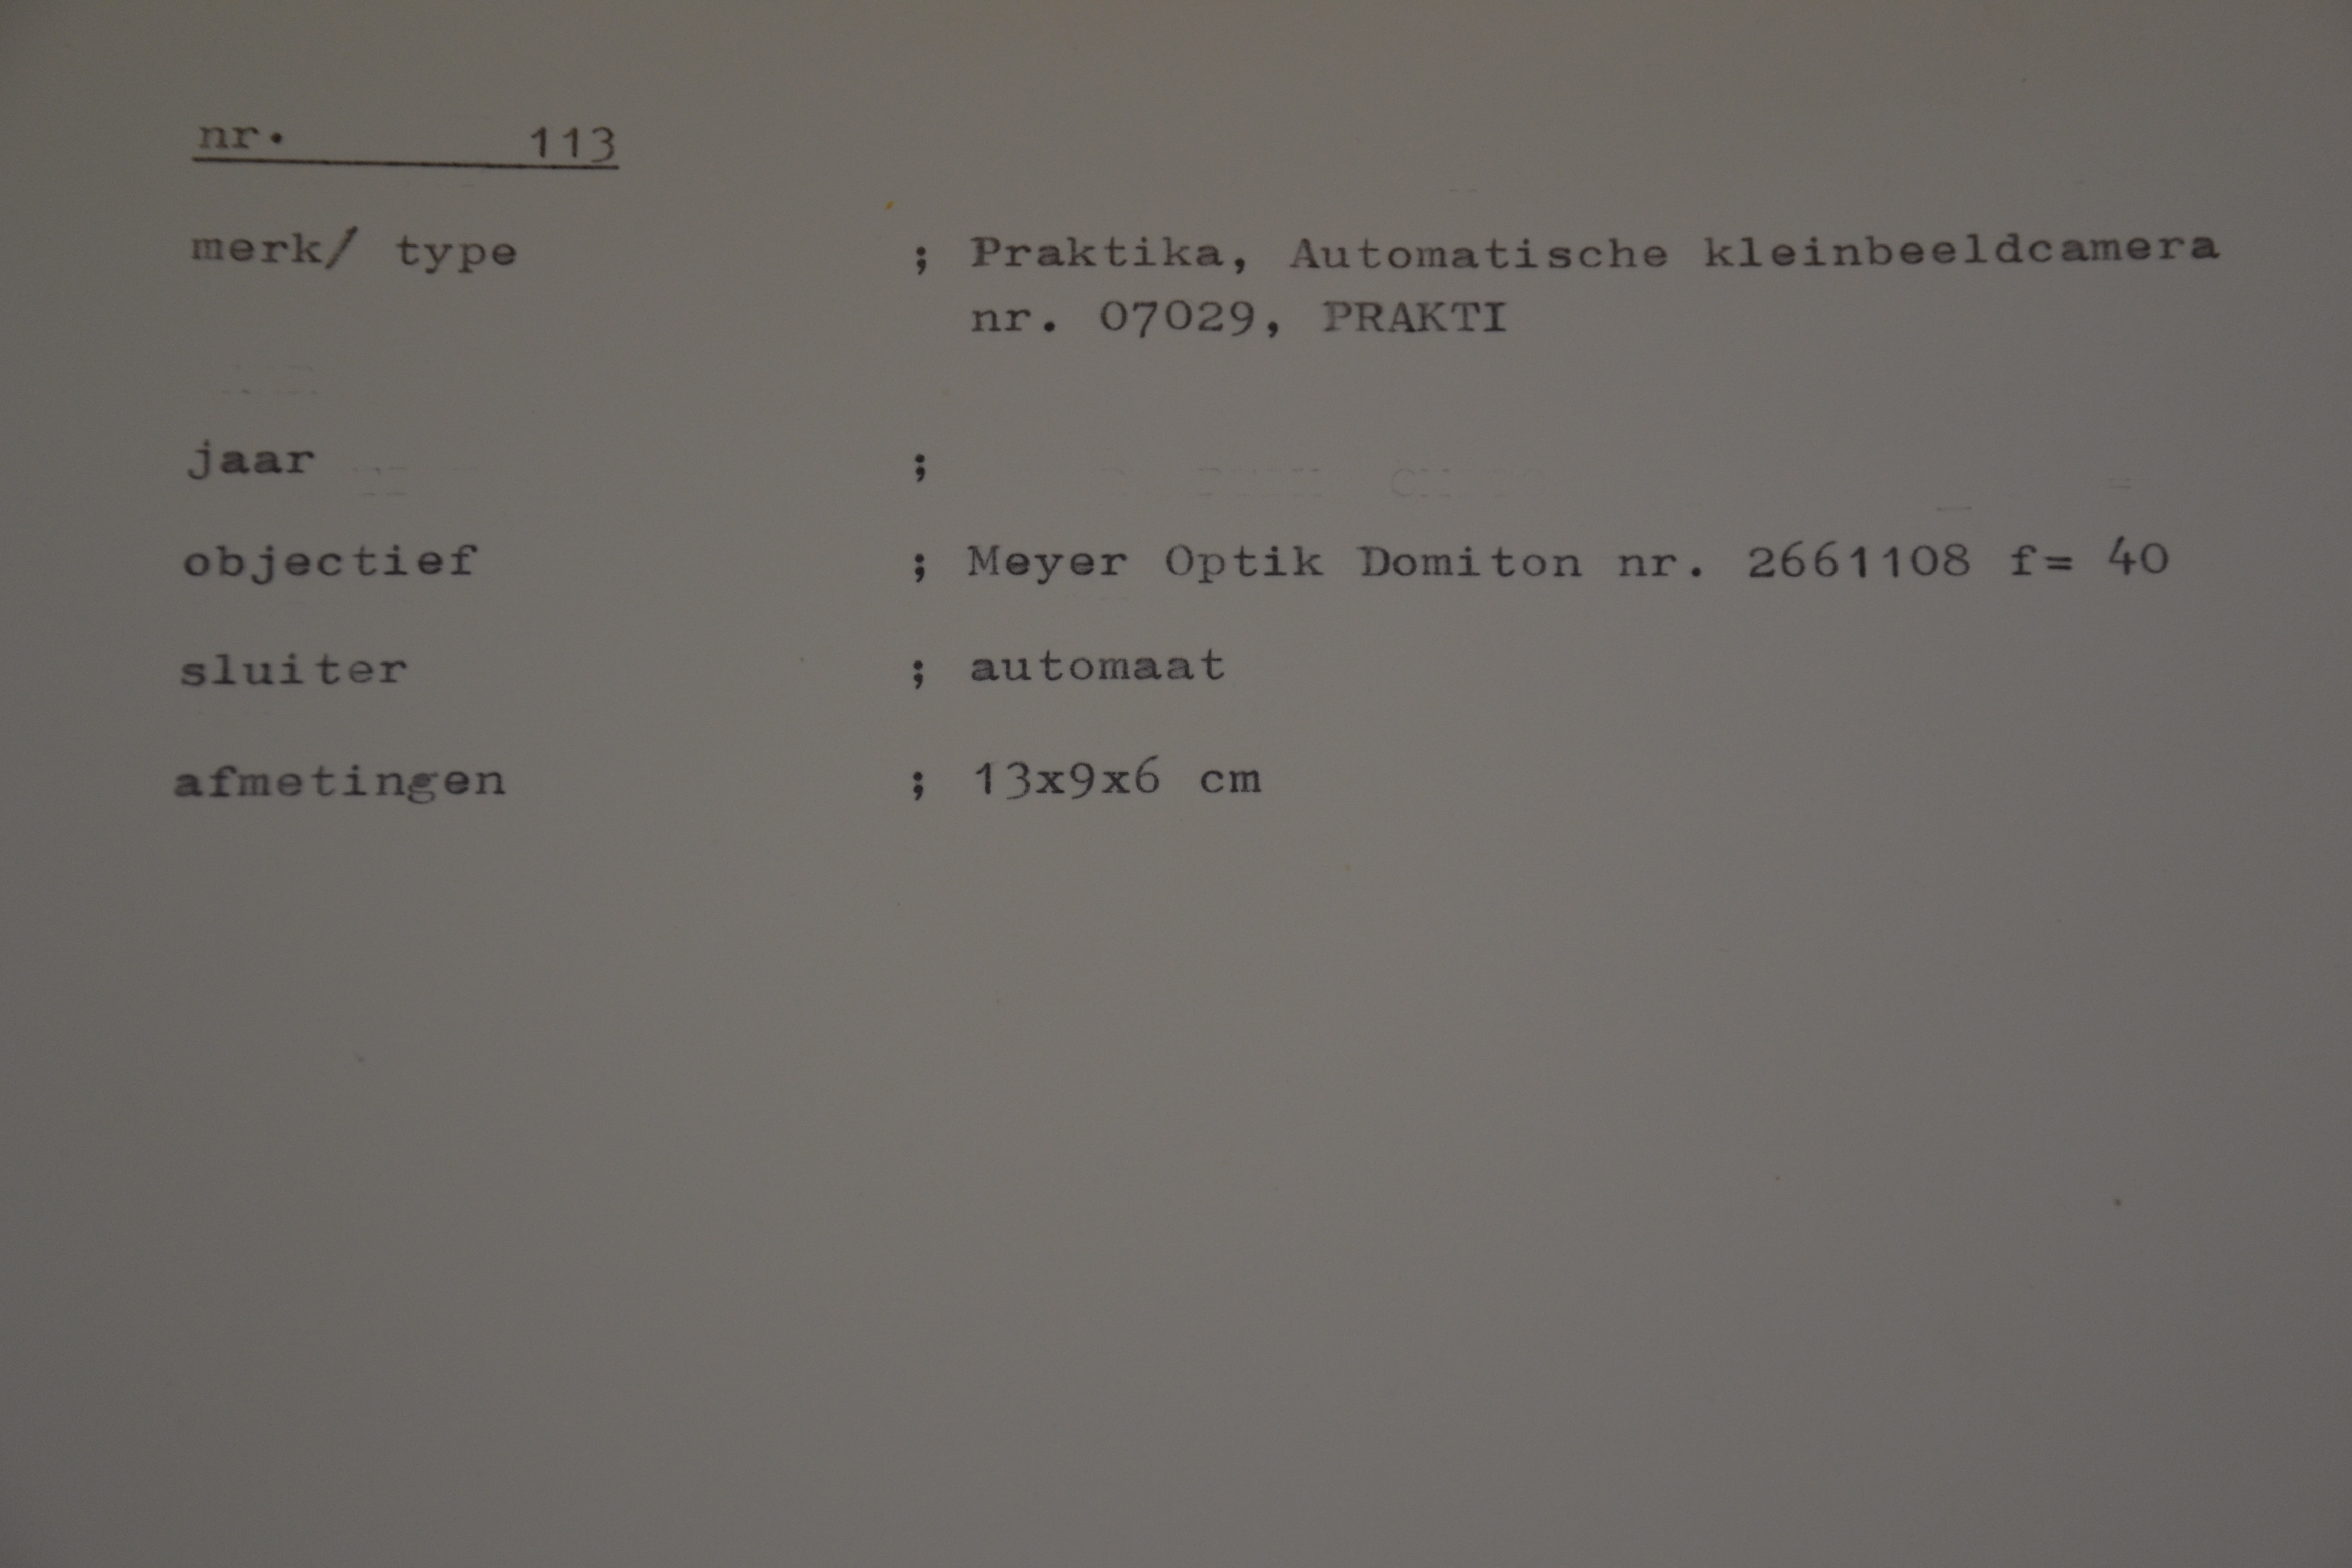 nr. 113
merk/ type ; Praktika, Automatische kleinbeeldcamera
nr. 07029, PRAKTI
jaar ;
objectief ; Meyer Optik Domiton nr. 2661108 f= 40
sluiter ; automaat
afmetingen ; 13x9x6 cm